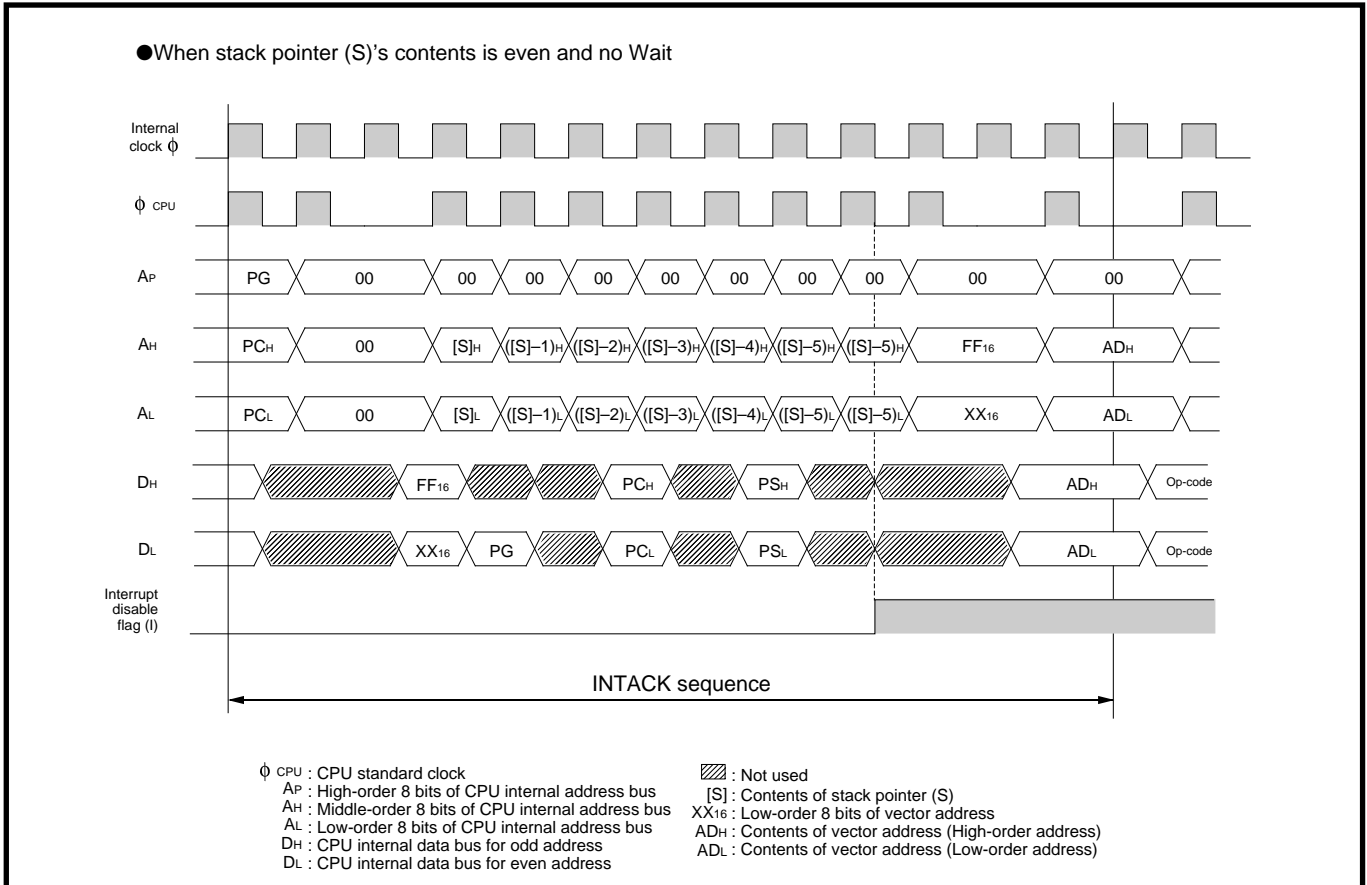 ●When stack pointer (S)'s contents is even and no Wait
Internal
clock ϕ
ϕ CPU
AP PG 00 00 00 00 00 00 00 00 00 00
AH PCH 00 [S]H ([S]–1)H ([S]–2)H ([S]–3)H ([S]–4)H ([S]–5)H ([S]–5)H FF16 ADH
AL PCL 00 [S]L ([S]–1)L ([S]–2)L ([S]–3)L ([S]–4)L ([S]–5)L ([S]–5)L XX16 ADL
DH FF16 PCH PSH ADH Op-code
DL XX16 PG PCL PSL ADL Op-code
Interrupt
disable
flag (I)
INTACK sequence
ϕ CPU : CPU standard clock
AP : High-order 8 bits of CPU internal address bus
AH : Middle-order 8 bits of CPU internal address bus
AL : Low-order 8 bits of CPU internal address bus
DH : CPU internal data bus for odd address
DL : CPU internal data bus for even address
: Not used
[S] : Contents of stack pointer (S)
XX16 : Low-order 8 bits of vector address
ADH : Contents of vector address (High-order address)
ADL : Contents of vector address (Low-order address)